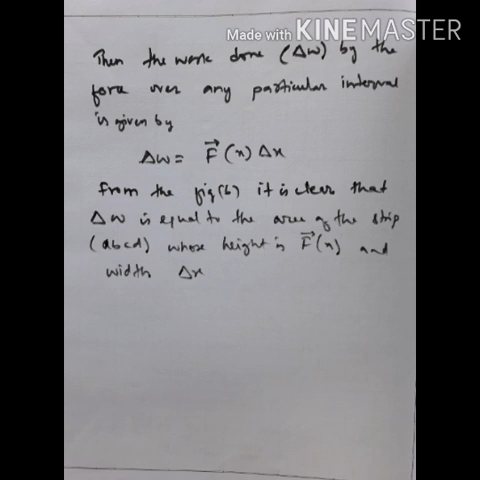 Made with KINEMASTER
Then the work done (Δw) by the
force over any particular interval
is given by
Δw = F⃗(x) Δx
From the fig(b) it is clear that
Δw is equal to the area of the strip
(abcd) whose height is F⃗(x) and
width Δx